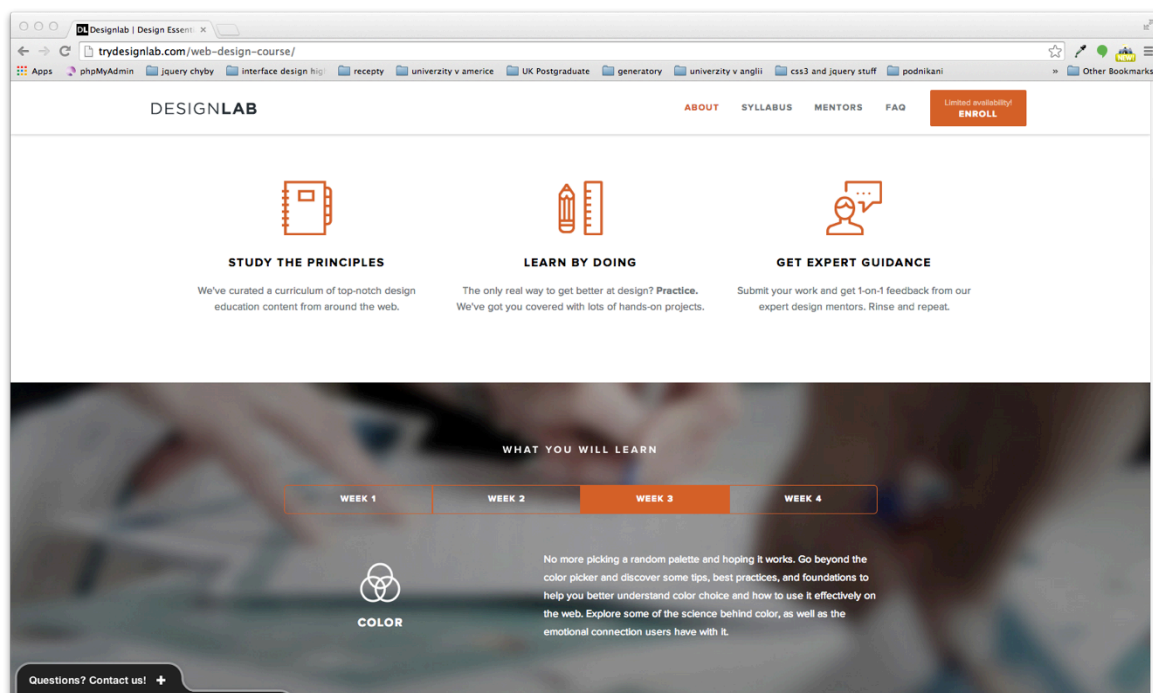 DL Designlab | Design Essent
trydesignlab.com/web-design-course/
Apps phpMyAdmin jquery chyby interface design hig recepty univerzity v americe UK Postgraduate generatory univerzity v anglii css3 and jquery stuff podnikani » Other Bookmarks
NEW!
DESIGNLAB
ABOUT SYLLABUS MENTORS FAQ
Limited availability!
ENROLL
STUDY THE PRINCIPLES
We've curated a curriculum of top-notch design
education content from around the web.
LEARN BY DOING
The only real way to get better at design? Practice.
We've got you covered with lots of hands-on projects.
GET EXPERT GUIDANCE
Submit your work and get 1-on-1 feedback from our
expert design mentors. Rinse and repeat.
WHAT YOU WILL LEARN
WEEK 1 WEEK 2 WEEK 3 WEEK 4
COLOR
No more picking a random palette and hoping it works. Go beyond the
color picker and discover some tips, best practices, and foundations to
help you better understand color choice and how to use it effectively on
the web. Explore some of the science behind color, as well as the
emotional connection users have with it.
Questions? Contact us! +